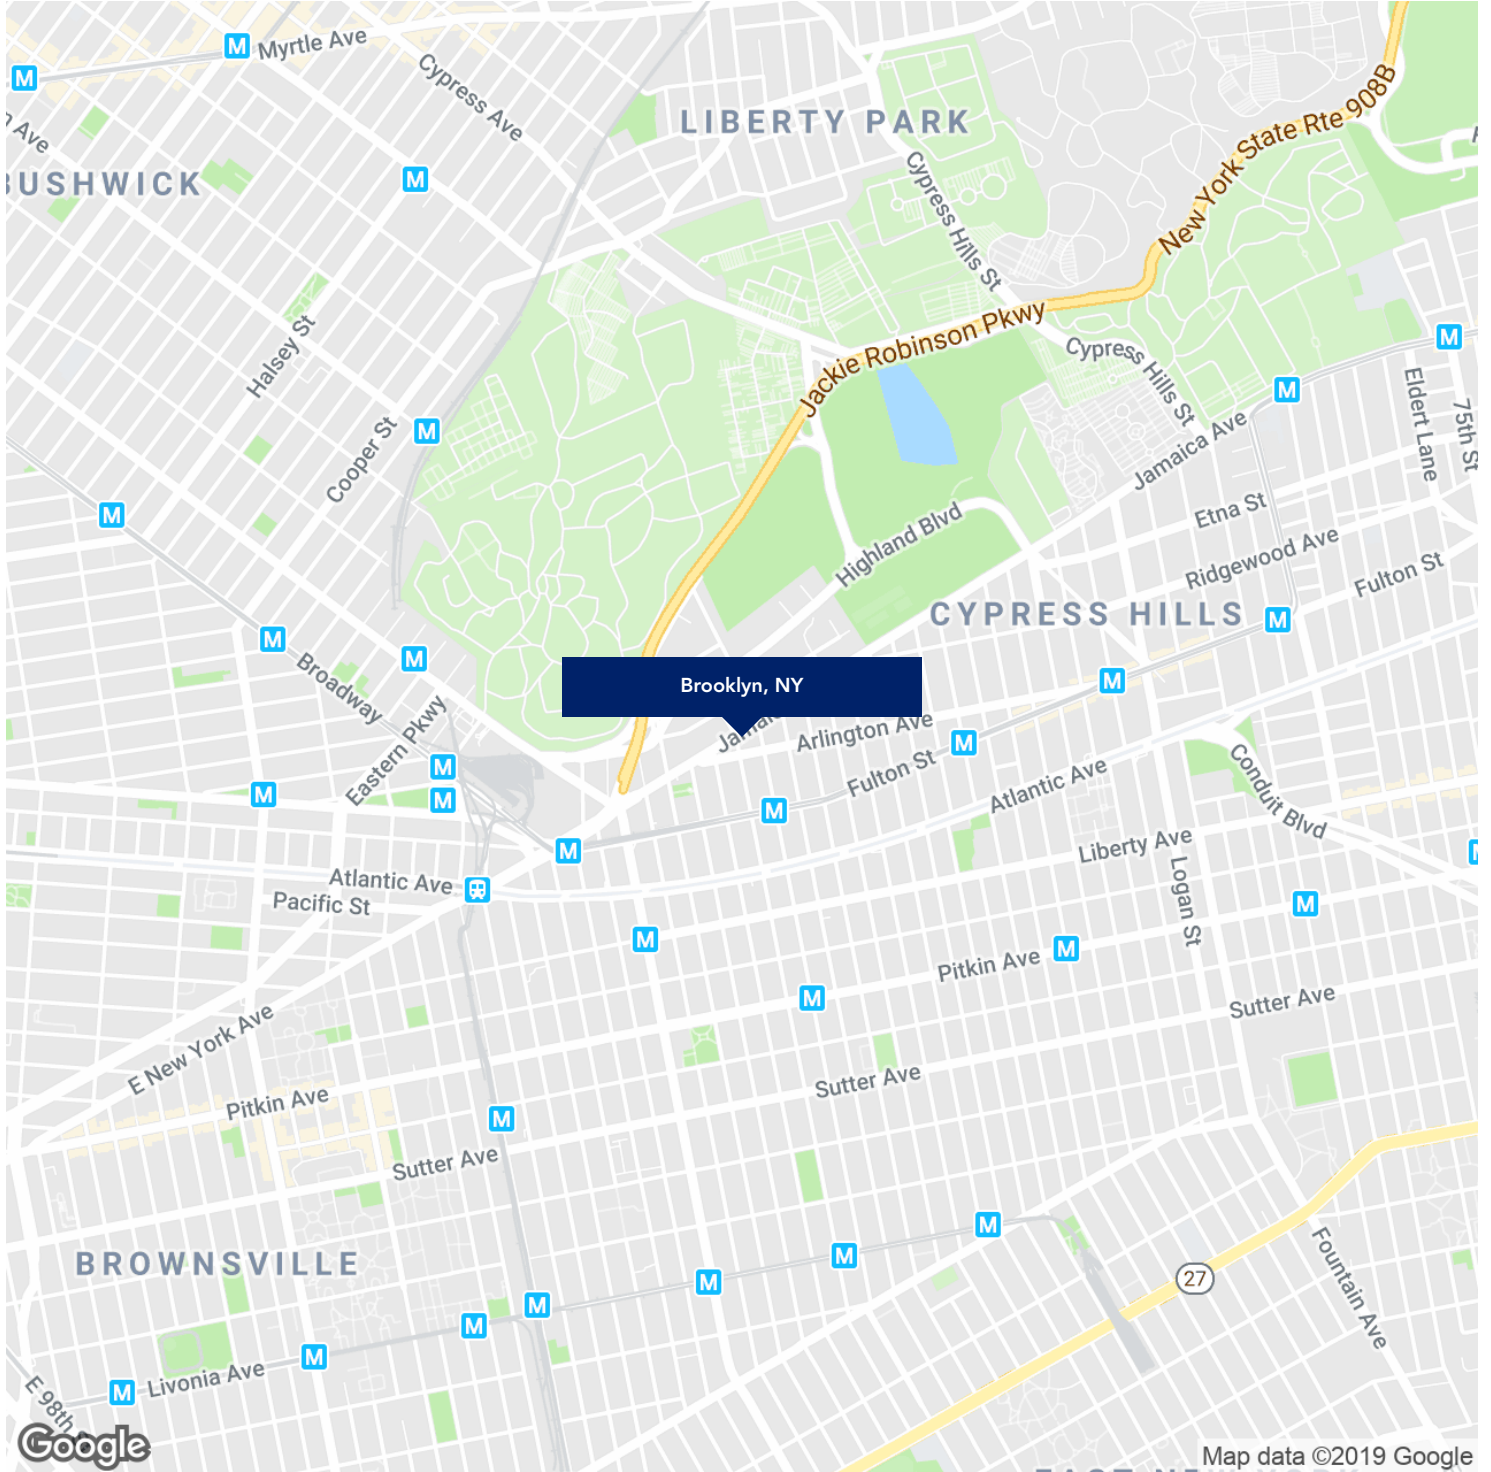 Myrtle Ave
Cypress Ave
LIBERTY PARK
New York State Rte 908B
Ave
BUSHWICK
Cypress Hills St
Halsey St
Jackie Robinson Pkwy
Cypress Hills St
Eldert Lane
75th St
Cooper St
Jamaica Ave
Etna St
Highland Blvd
Ridgewood Ave
Fulton St
CYPRESS HILLS
Brooklyn, NY
Broadway
Eastern Pkwy
Arlington Ave
Fulton St
Atlantic Ave
Conduit Blvd
Liberty Ave
Logan St
Atlantic Ave
Pacific St
Pitkin Ave
Sutter Ave
E New York Ave
Pitkin Ave
Sutter Ave
Sutter Ave
BROWNSVILLE
27
Fountain Ave
Livonia Ave
E 98th
Google
Map data ©2019 Google